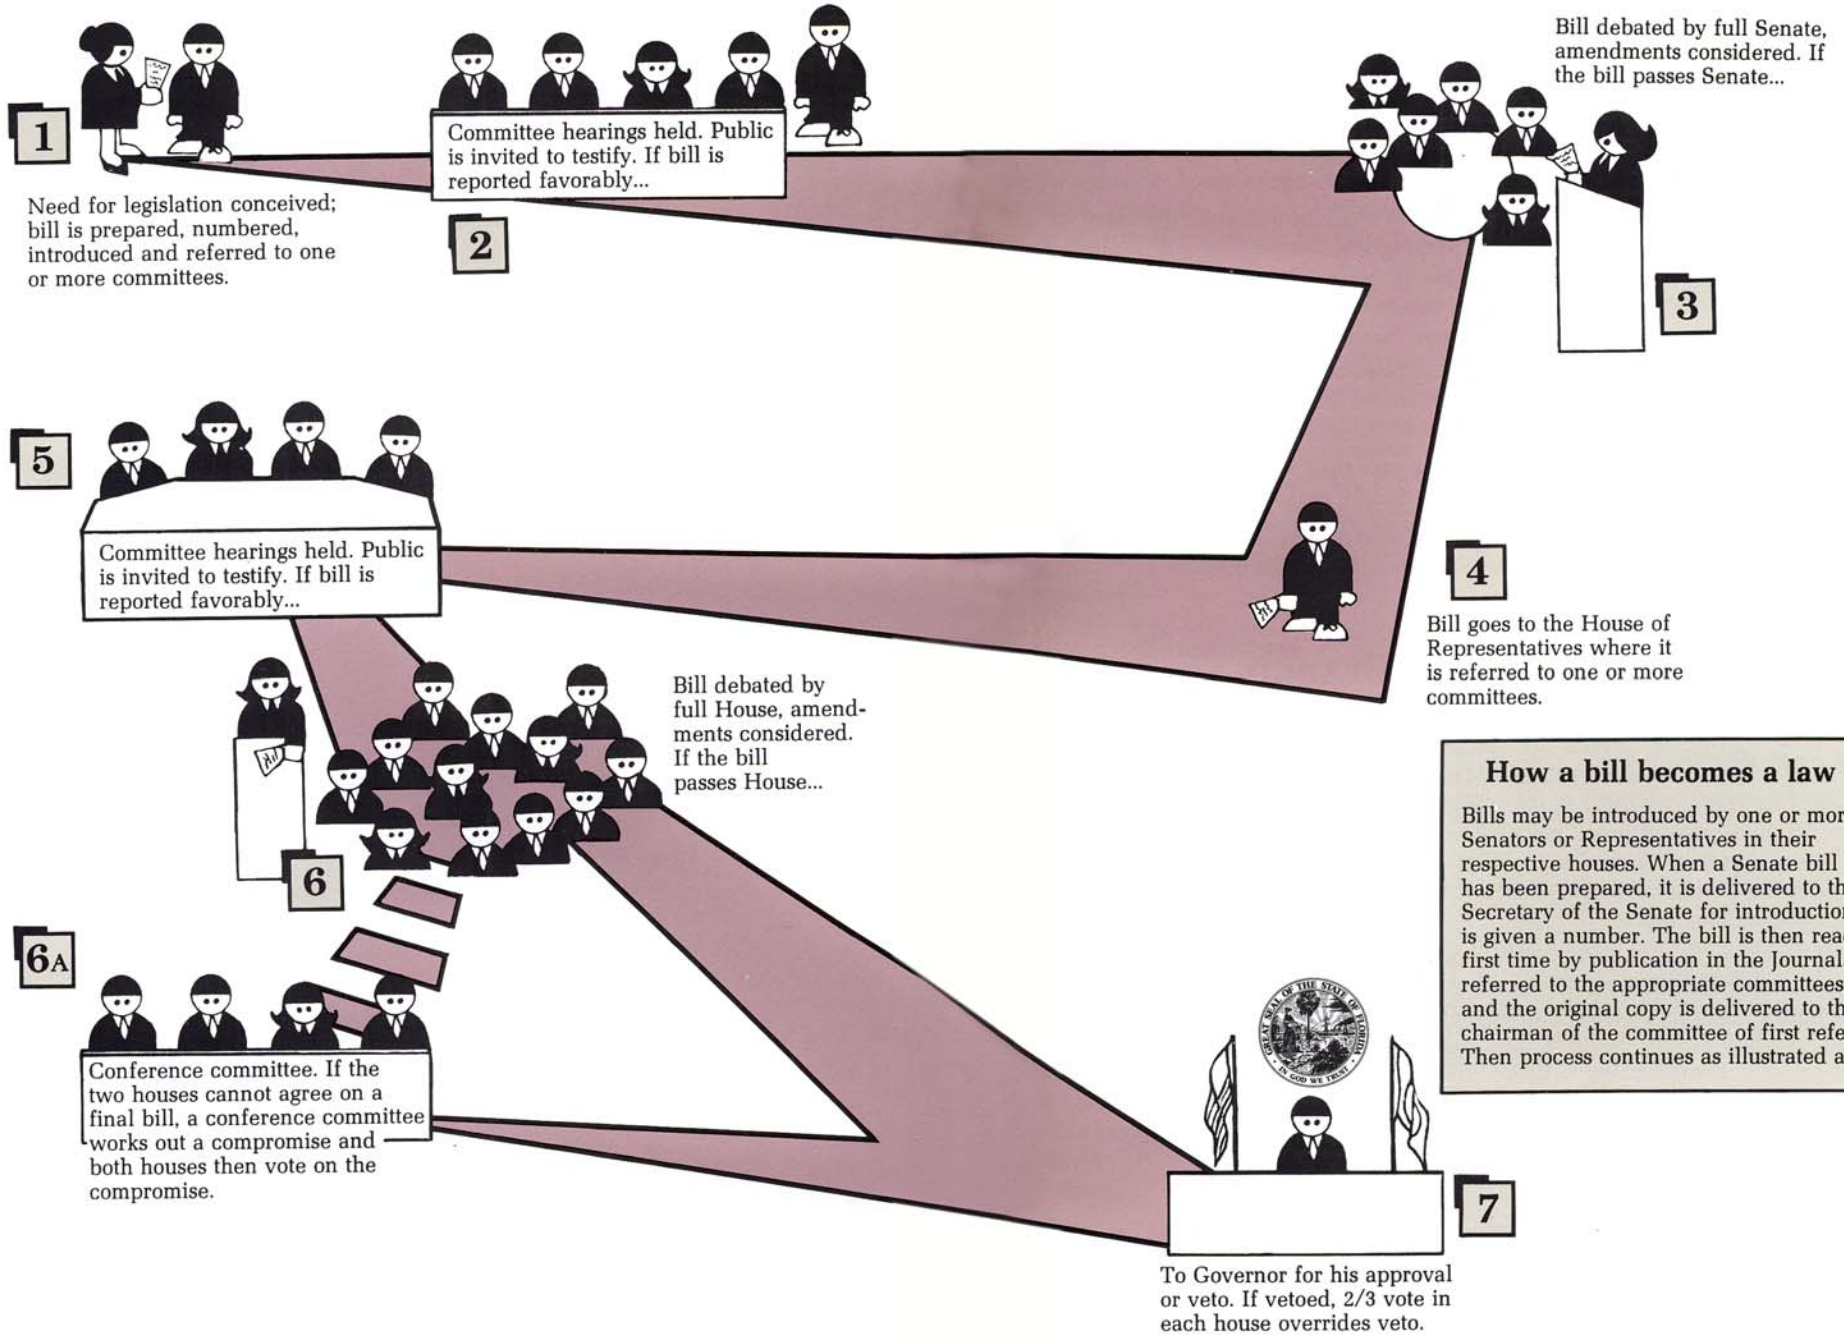 1
Need for legislation conceived;
bill is prepared, numbered,
introduced and referred to one
or more committees.
Committee hearings held. Public
is invited to testify. If bill is
reported favorably...
2
Bill debated by full Senate,
amendments considered. If
the bill passes Senate...
3
4
Bill goes to the House of
Representatives where it
is referred to one or more
committees.
5
Committee hearings held. Public
is invited to testify. If bill is
reported favorably...
Bill debated by
full House, amend-
ments considered.
If the bill
passes House...
6
6A
Conference committee. If the
two houses cannot agree on a
final bill, a conference committee
works out a compromise and
both houses then vote on the
compromise.
GREAT SEAL OF THE STATE OF FLORIDA
IN GOD WE TRUST
7
To Governor for his approval
or veto. If vetoed, 2/3 vote in
each house overrides veto.
How a bill becomes a law
Bills may be introduced by one or mor
Senators or Representatives in their
respective houses. When a Senate bill
has been prepared, it is delivered to th
Secretary of the Senate for introduction
is given a number. The bill is then rea
first time by publication in the Journal
referred to the appropriate committees
and the original copy is delivered to th
chairman of the committee of first refe
Then process continues as illustrated a